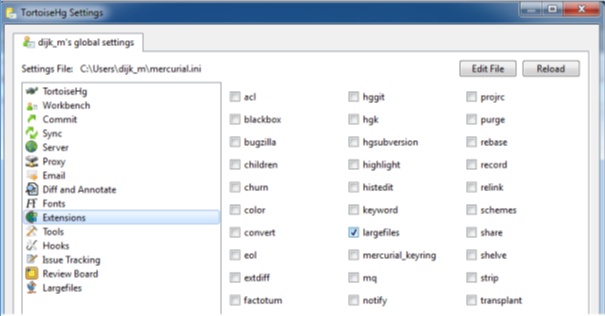 TortoiseHg Settings
dijk_m's global settings
Settings File: C:\Users\dijk_m\mercurial.ini
Edit File
Reload
TortoiseHg
Workbench
Commit
Sync
Server
Proxy
Email
Diff and Annotate
Fonts
Extensions
Tools
Hooks
Issue Tracking
Review Board
Largefiles
acl hggit projrc
blackbox hgk purge
bugzilla hgsubversion rebase
children highlight record
churn histedit relink
color keyword schemes
convert largefiles share
eol mercurial_keyring shelve
extdiff mq strip
factotum notify transplant